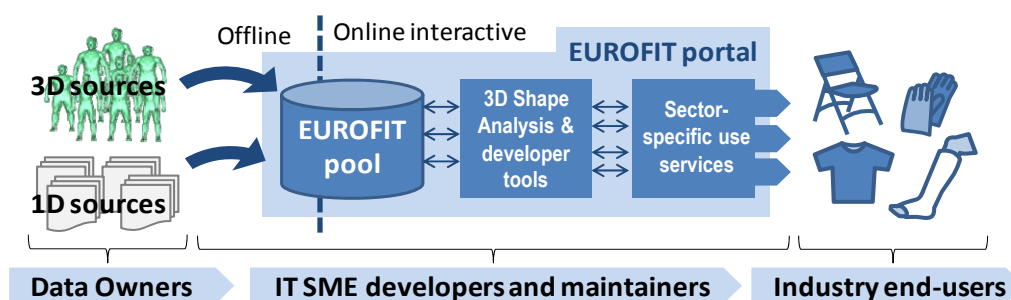 Offline
Online interactive
EUROFIT portal
3D sources
1D sources
EUROFIT
pool
3D Shape
Analysis &
developer
tools
Sector-
specific use
services
Data Owners
IT SME developers and maintainers
Industry end-users